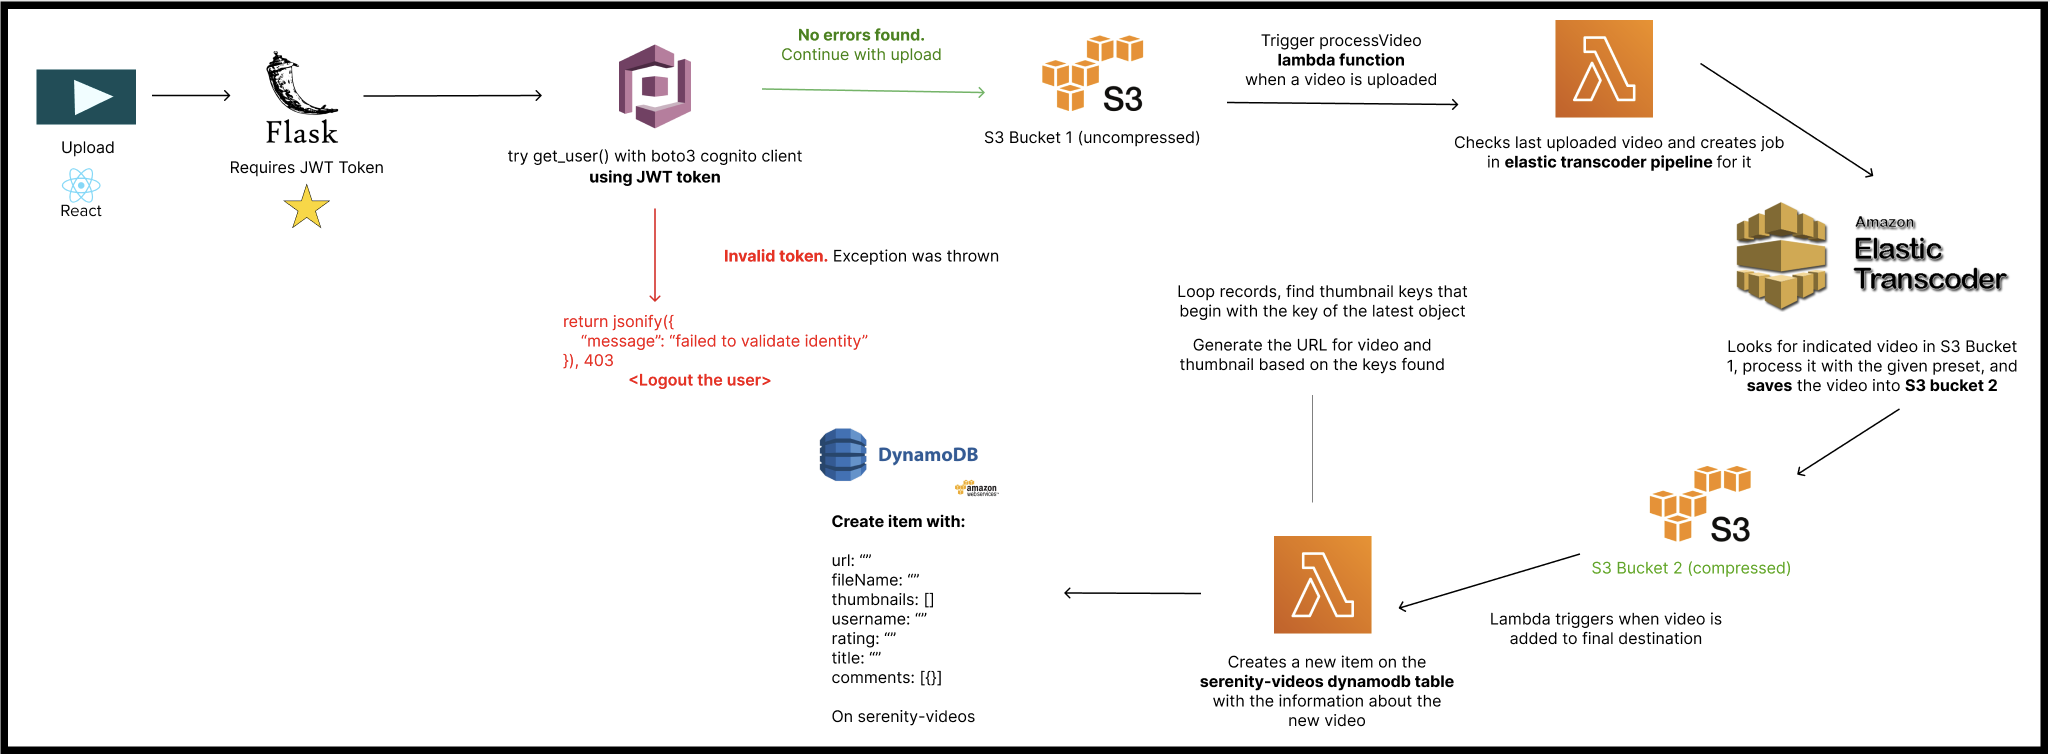 Upload
React
Flask
Requires JWT Token
try get_user() with boto3 cognito client
using JWT token
No errors found.
Continue with upload
Invalid token. Exception was thrown
return jsonify({
“message”: “failed to validate identity”
}), 403
<Logout the user>
S3
S3 Bucket 1 (uncompressed)
Trigger processVideo
lambda function
when a video is uploaded
Checks last uploaded video and creates job
in elastic transcoder pipeline for it
Amazon
Elastic
Transcoder
Looks for indicated video in S3 Bucket
1, process it with the given preset, and
saves the video into S3 bucket 2
S3
S3 Bucket 2 (compressed)
Lambda triggers when video is
added to final destination
Loop records, find thumbnail keys that
begin with the key of the latest object
Generate the URL for video and
thumbnail based on the keys found
Creates a new item on the
serenity-videos dynamodb table
with the information about the
new video
DynamoDB
amazon
webservices™
Create item with:
url: “”
fileName: “”
thumbnails: []
username: “”
rating: “”
title: “”
comments: [{}]
On serenity-videos